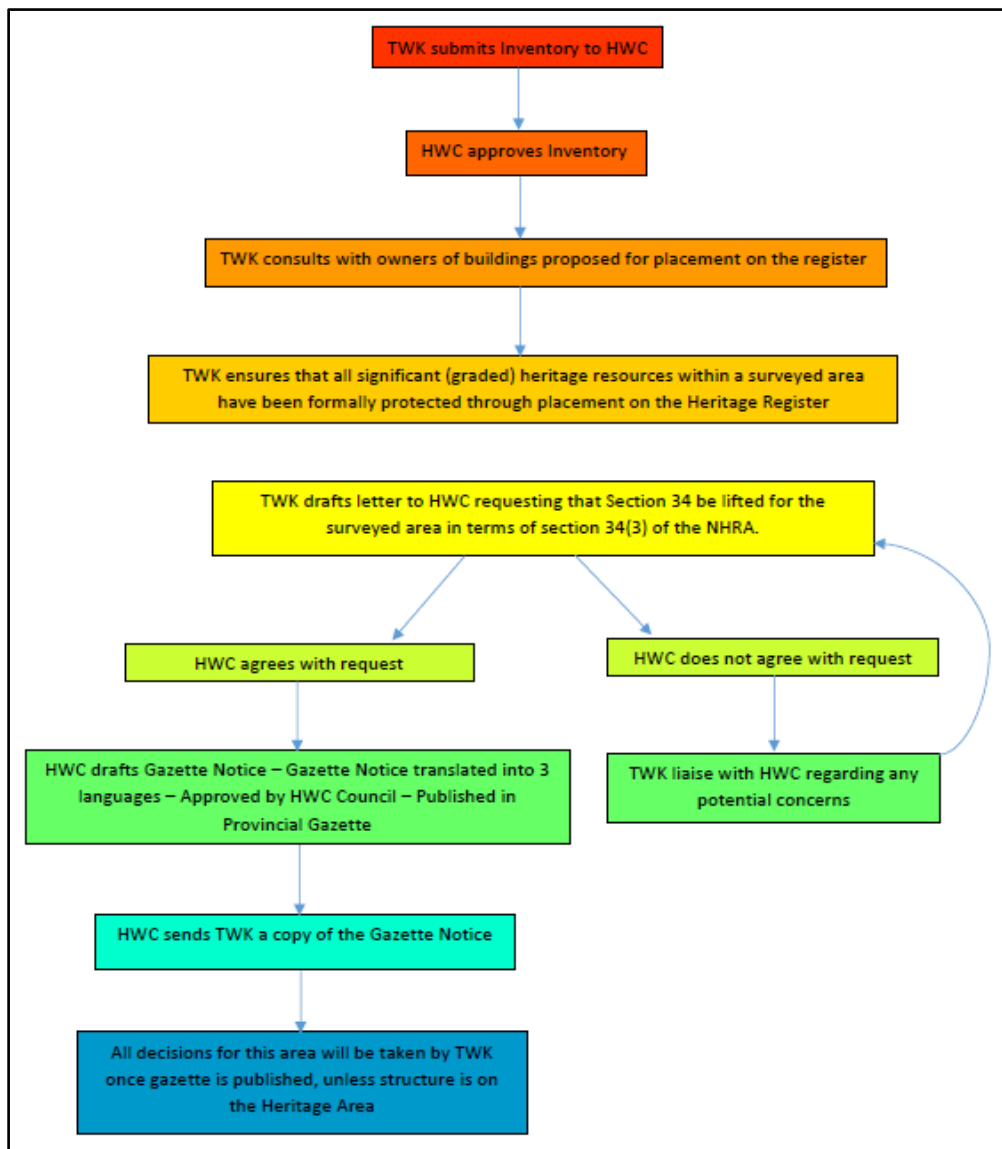 TWK submits Inventory to HWC
HWC approves Inventory
TWK consults with owners of buildings proposed for placement on the register
TWK ensures that all significant (graded) heritage resources within a surveyed area
have been formally protected through placement on the Heritage Register
TWK drafts letter to HWC requesting that Section 34 be lifted for the
surveyed area in terms of section 34(3) of the NHRA.
HWC agrees with request
HWC does not agree with request
HWC drafts Gazette Notice – Gazette Notice translated into 3
languages – Approved by HWC Council – Published in
Provincial Gazette
TWK liaise with HWC regarding any
potential concerns
HWC sends TWK a copy of the Gazette Notice
All decisions for this area will be taken by TWK
once gazette is published, unless structure is on
the Heritage Area